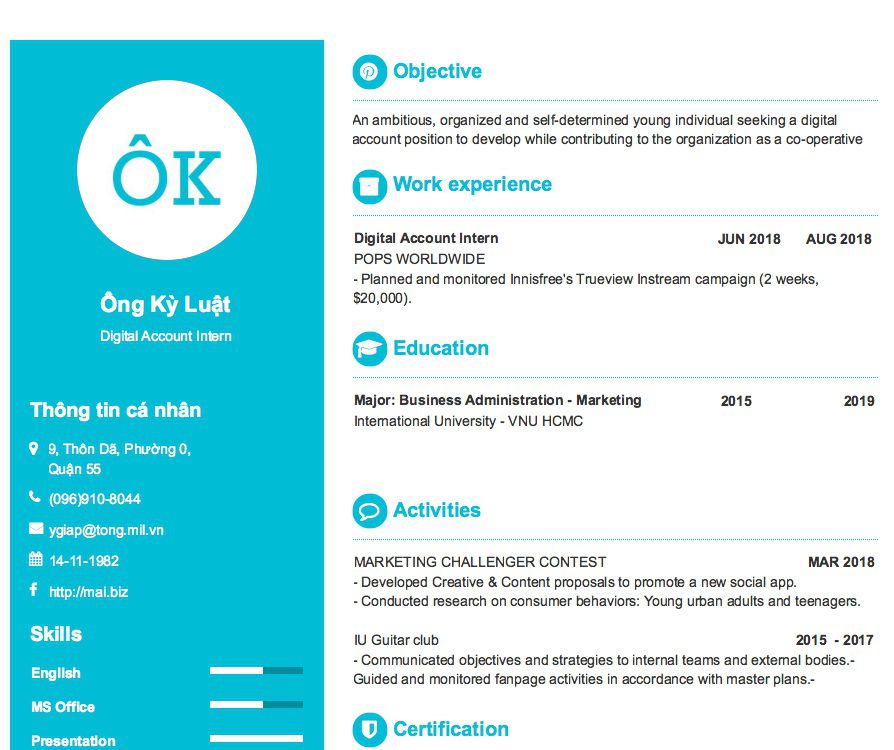 ÔK
Ông Kỳ Luật
Digital Account Intern
Thông tin cá nhân
9, Thôn Dã, Phường 0,
Quận 55
(096)910-8044
ygiap@tong.mil.vn
14-11-1982
http://mai.biz
Skills
English
MS Office
Presentation
Objective
An ambitious, organized and self-determined young individual seeking a digital
account position to develop while contributing to the organization as a co-operative
Work experience
Digital Account Intern JUN 2018 AUG 2018
POPS WORLDWIDE
- Planned and monitored Innisfree's Trueview Instream campaign (2 weeks,
$20,000).
Education
Major: Business Administration - Marketing 2015 2019
International University - VNU HCMC
Activities
MARKETING CHALLENGER CONTEST MAR 2018
- Developed Creative & Content proposals to promote a new social app.
- Conducted research on consumer behaviors: Young urban adults and teenagers.
IU Guitar club 2015 - 2017
- Communicated objectives and strategies to internal teams and external bodies.-
Guided and monitored fanpage activities in accordance with master plans.-
Certification